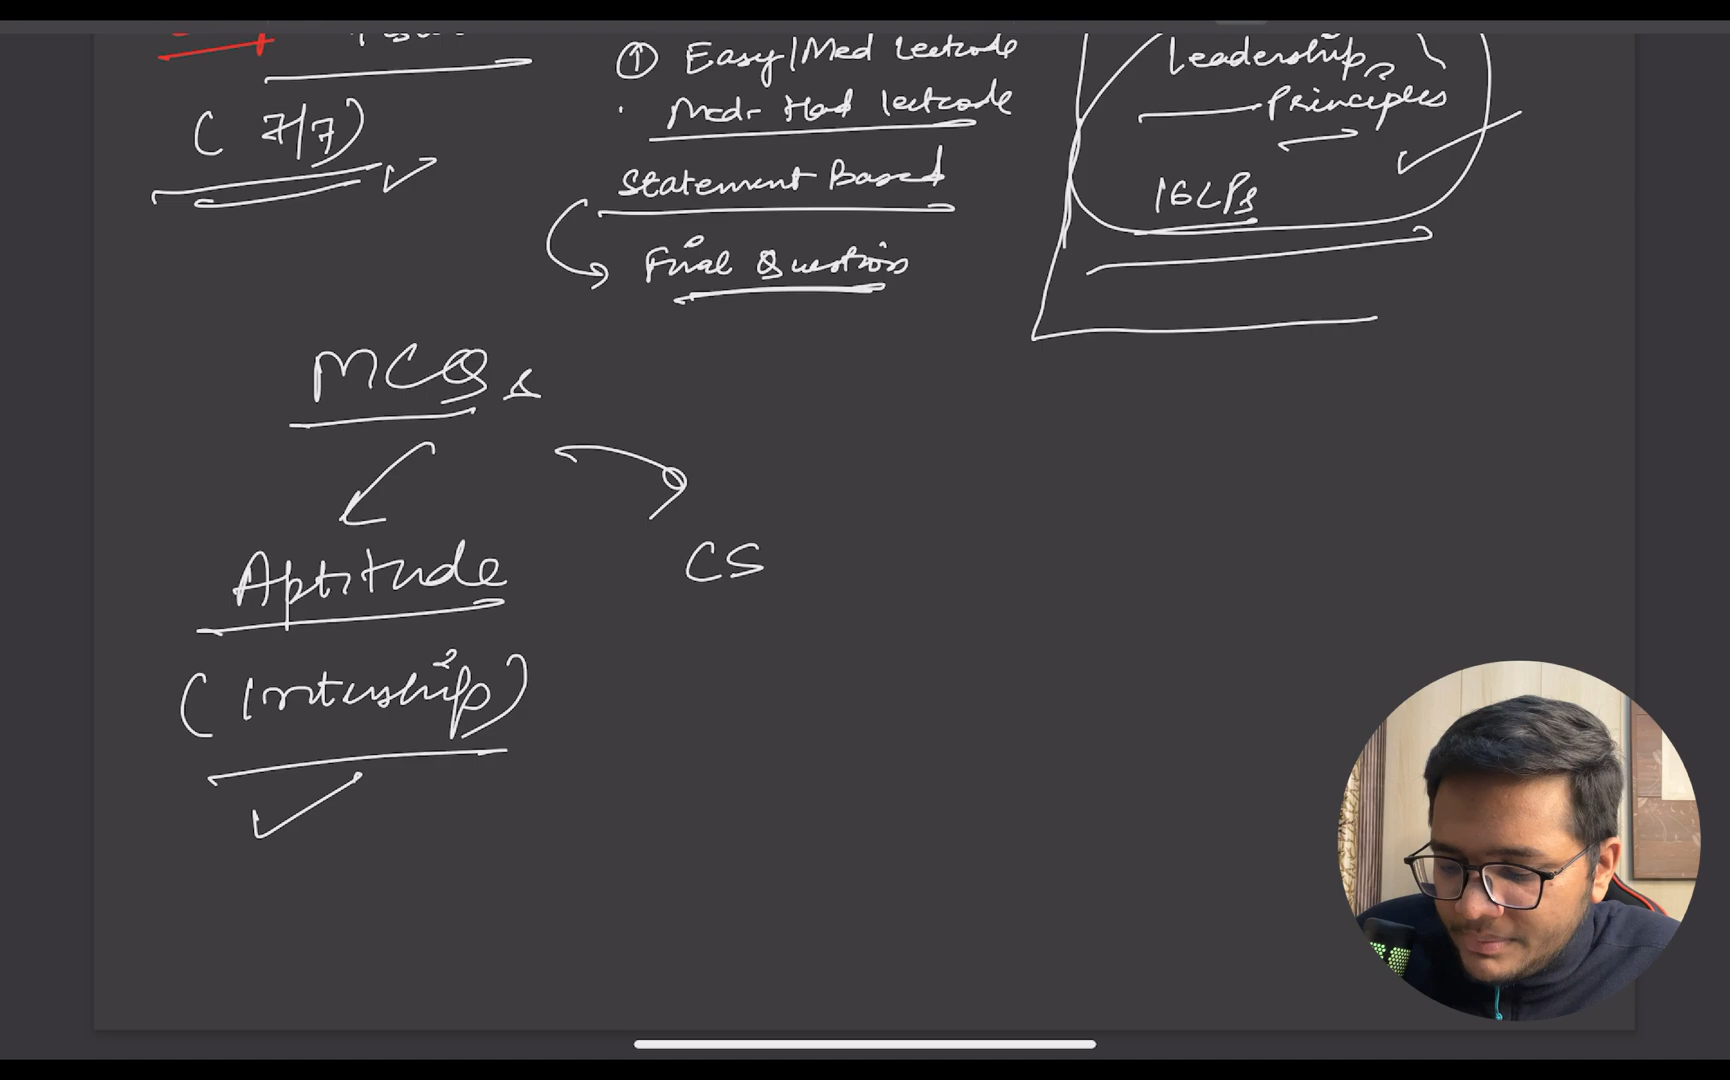 (7/7)
① Easy/Med leetcode
· Med- Hard leetcode
Statement Based
Final Question
Leadership
Principles
16LPs
MCQs
Aptitude
(Internship)
CS